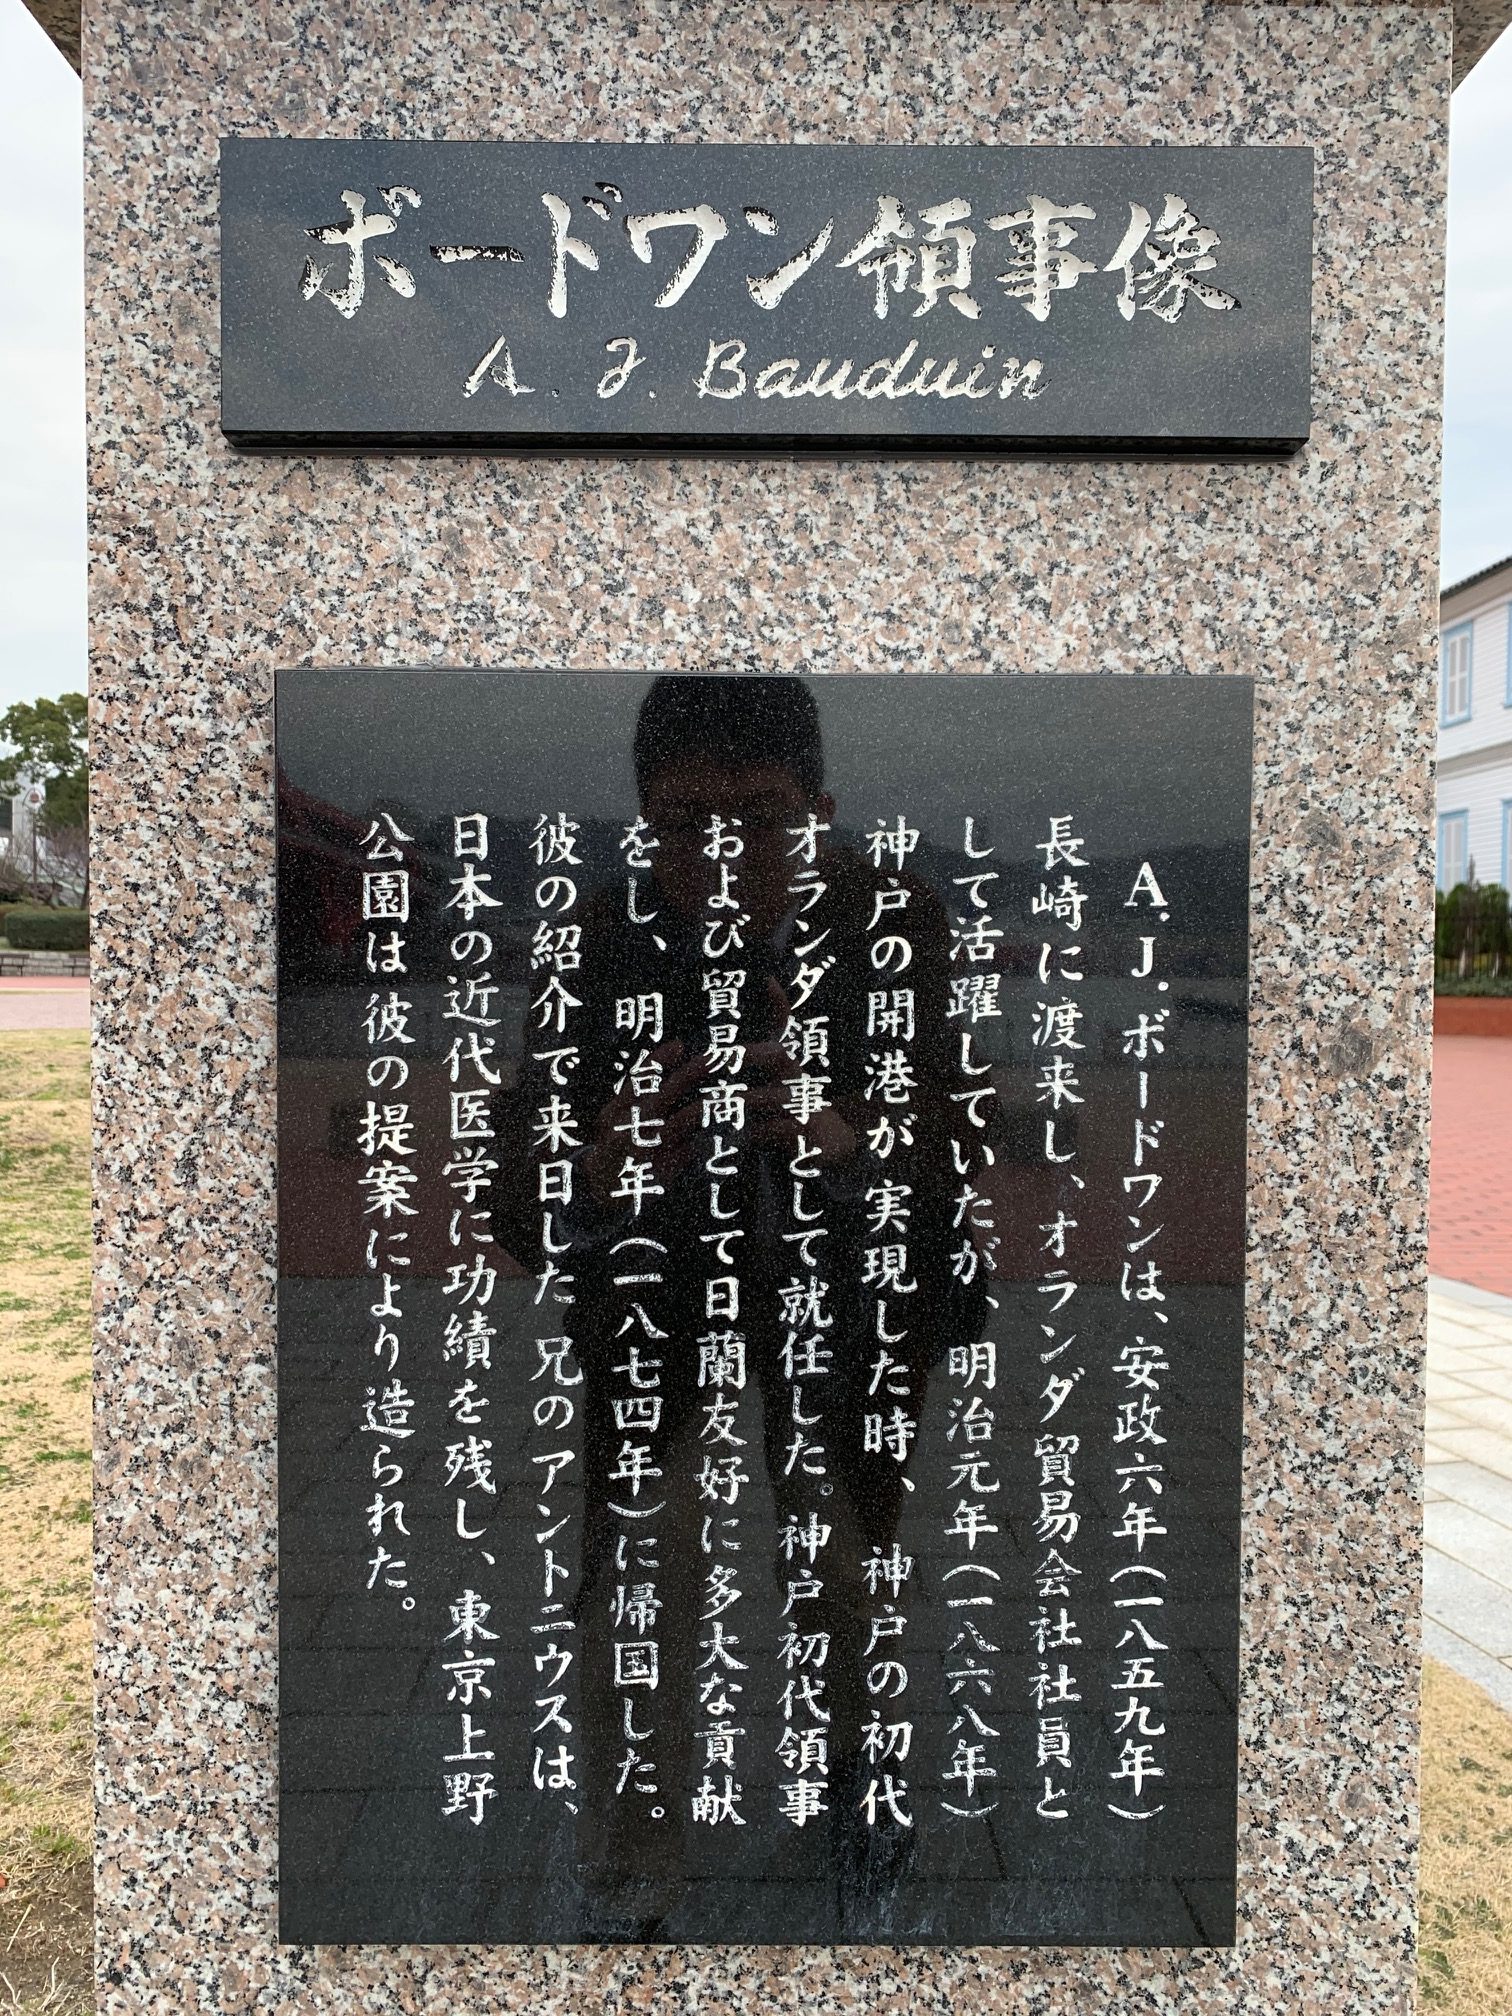 ボードワン領事像
A. J. Bauduin
A.J.ボードワンは、安政六年(一八五九年)
長崎に渡来し、オランダ貿易会社社員と
して活躍していたが、明治元年(一八六八年)
神戸の開港が実現した時、神戸の初代
オランダ領事として就任した。神戸初代領事
および貿易商として日蘭友好に多大な貢献
をし、明治七年(一八七四年)に帰国した。
彼の紹介で来日した兄のアントニウスは、
日本の近代医学に功績を残し、東京上野
公園は彼の提案により造られた。